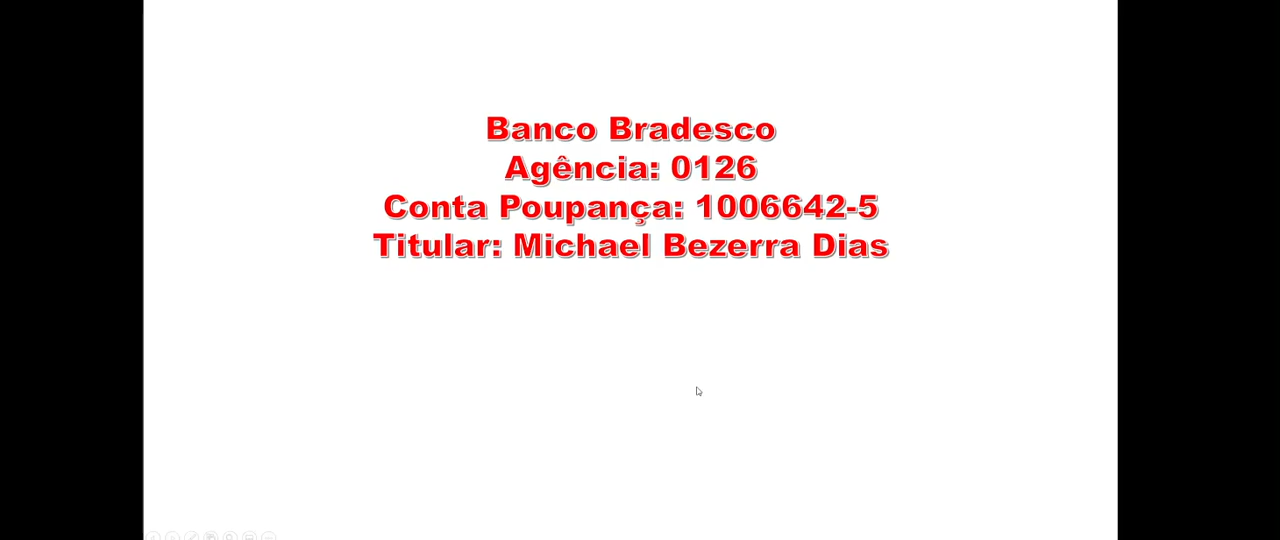 Banco Bradesco
Agência: 0126
Conta Poupança: 1006642-5
Titular: Michael Bezerra Dias